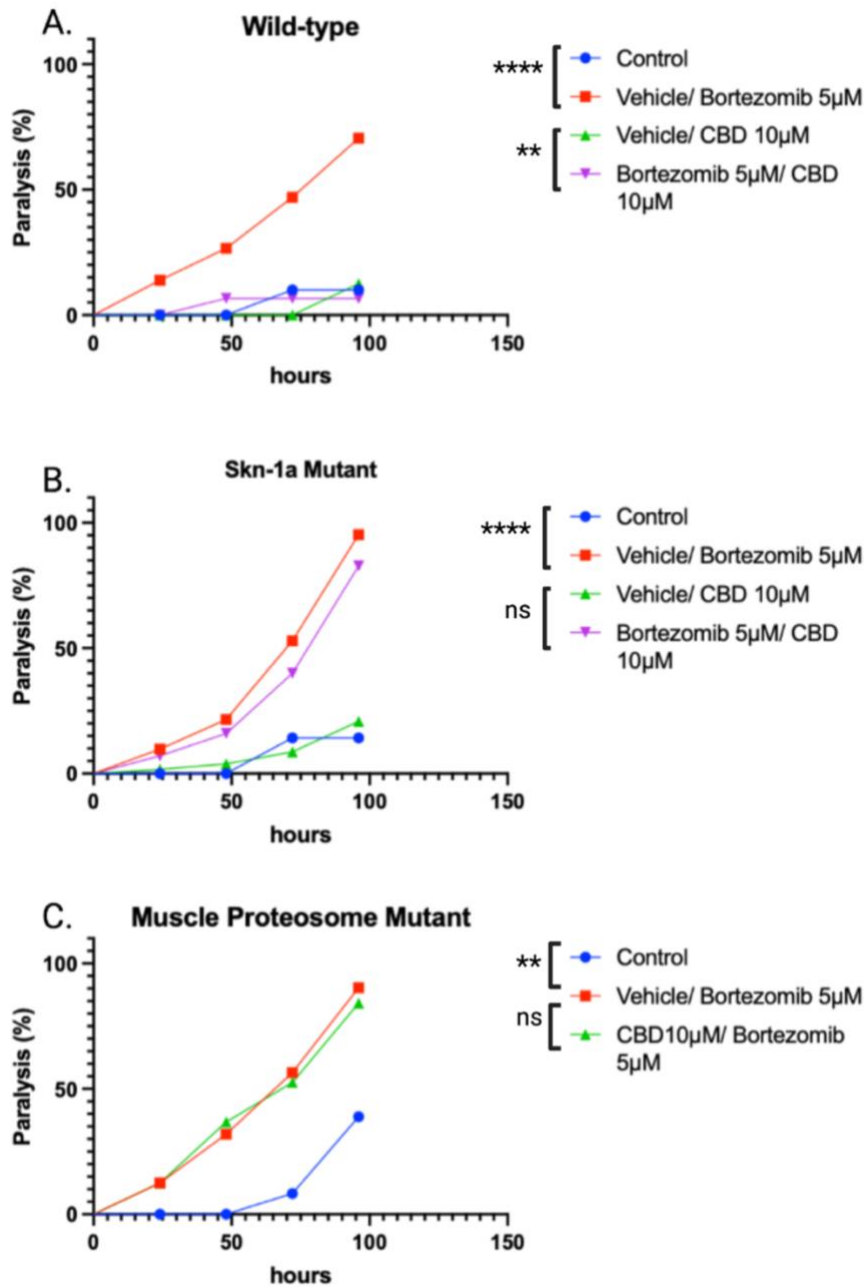 A.
Wild-type
Paralysis (%)
100
50
0
0 50 100 150
hours
**** Control
Vehicle/ Bortezomib 5µM
** Vehicle/ CBD 10µM
Bortezomib 5µM/ CBD
10µM
B.
Skn-1a Mutant
Paralysis (%)
100
50
0
0 50 100 150
hours
**** Control
Vehicle/ Bortezomib 5µM
ns Vehicle/ CBD 10µM
Bortezomib 5µM/ CBD
10µM
C.
Muscle Proteosome Mutant
Paralysis (%)
100
50
0
0 50 100 150
hours
** Control
Vehicle/ Bortezomib 5µM
ns CBD10µM/ Bortezomib
5µM